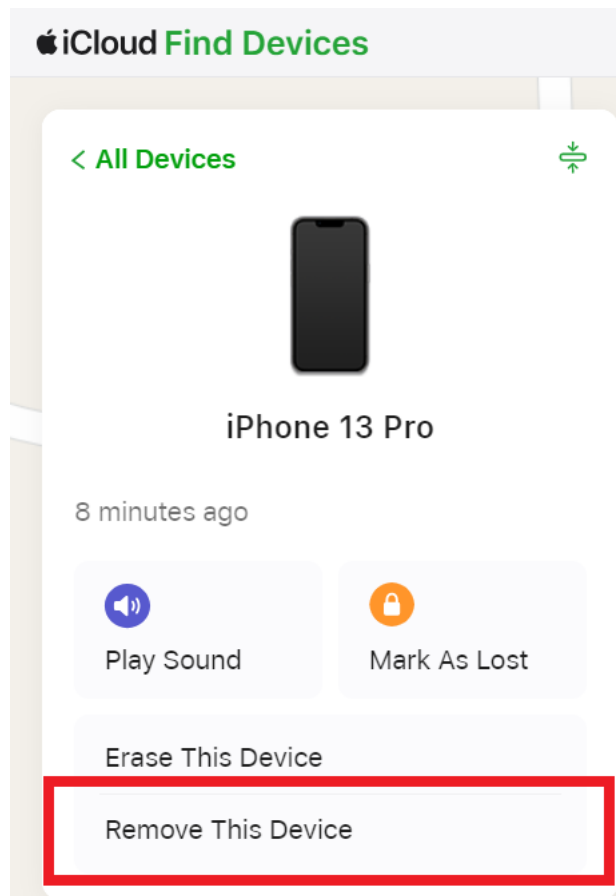 iCloud Find Devices
< All Devices
iPhone 13 Pro
8 minutes ago
Play Sound
Mark As Lost
Erase This Device
Remove This Device